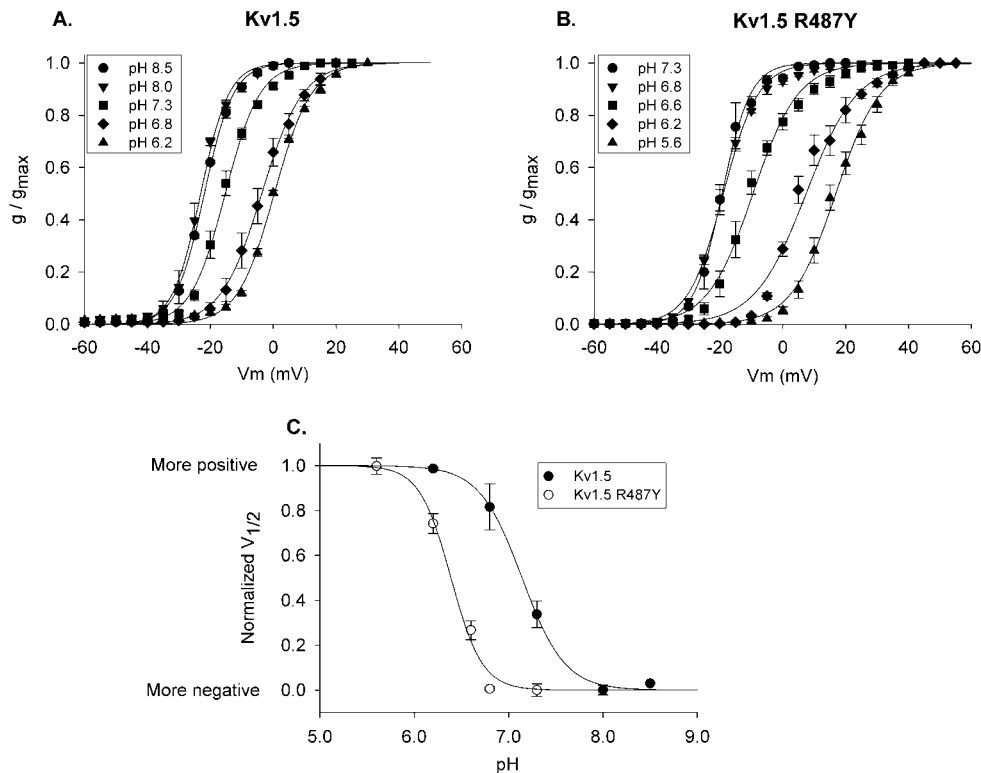 A.
Kv1.5
g / gmax
1.0
0.8
0.6
0.4
0.2
0.0
pH 8.5
pH 8.0
pH 7.3
pH 6.8
pH 6.2
-60 -40 -20 0 20 40 60
Vm (mV)
B.
Kv1.5 R487Y
g / gmax
1.0
0.8
0.6
0.4
0.2
0.0
pH 7.3
pH 6.8
pH 6.6
pH 6.2
pH 5.6
-60 -40 -20 0 20 40 60
Vm (mV)
C.
More positive
More negative
Normalized V1/2
1.0
0.8
0.6
0.4
0.2
0.0
Kv1.5
Kv1.5 R487Y
5.0 6.0 7.0 8.0 9.0
pH